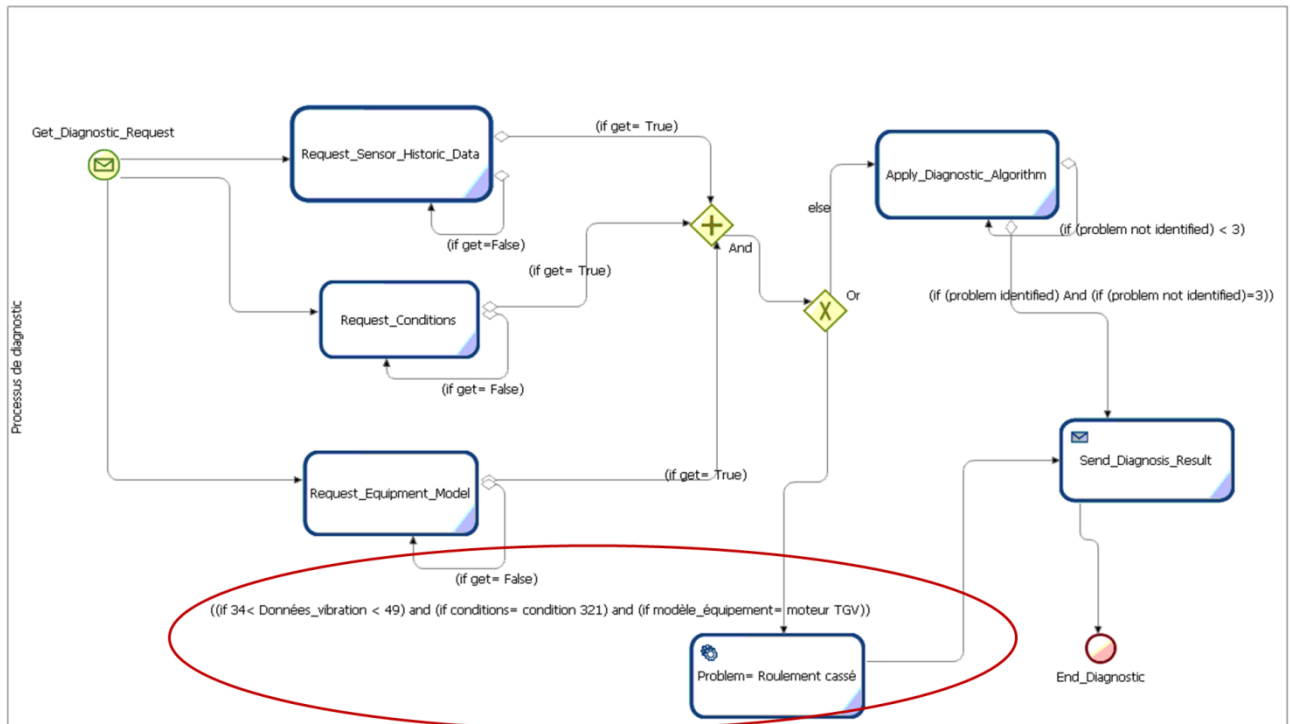 Processus de diagnostic
Get_Diagnostic_Request
Request_Sensor_Historic_Data
(if get= True)
(if get=False)
Request_Conditions
(if get= True)
(if get= False)
Request_Equipment_Model
(if get= True)
(if get= False)
And
Or
else
Apply_Diagnostic_Algorithm
(if (problem not identified) < 3)
(if (problem identified) And (if (problem not identified)=3))
Send_Diagnosis_Result
((if 34< Données_vibration < 49) and (if conditions= condition 321) and (if modèle_équipement= moteur TGV))
Problem= Roulement cassé
End_Diagnostic